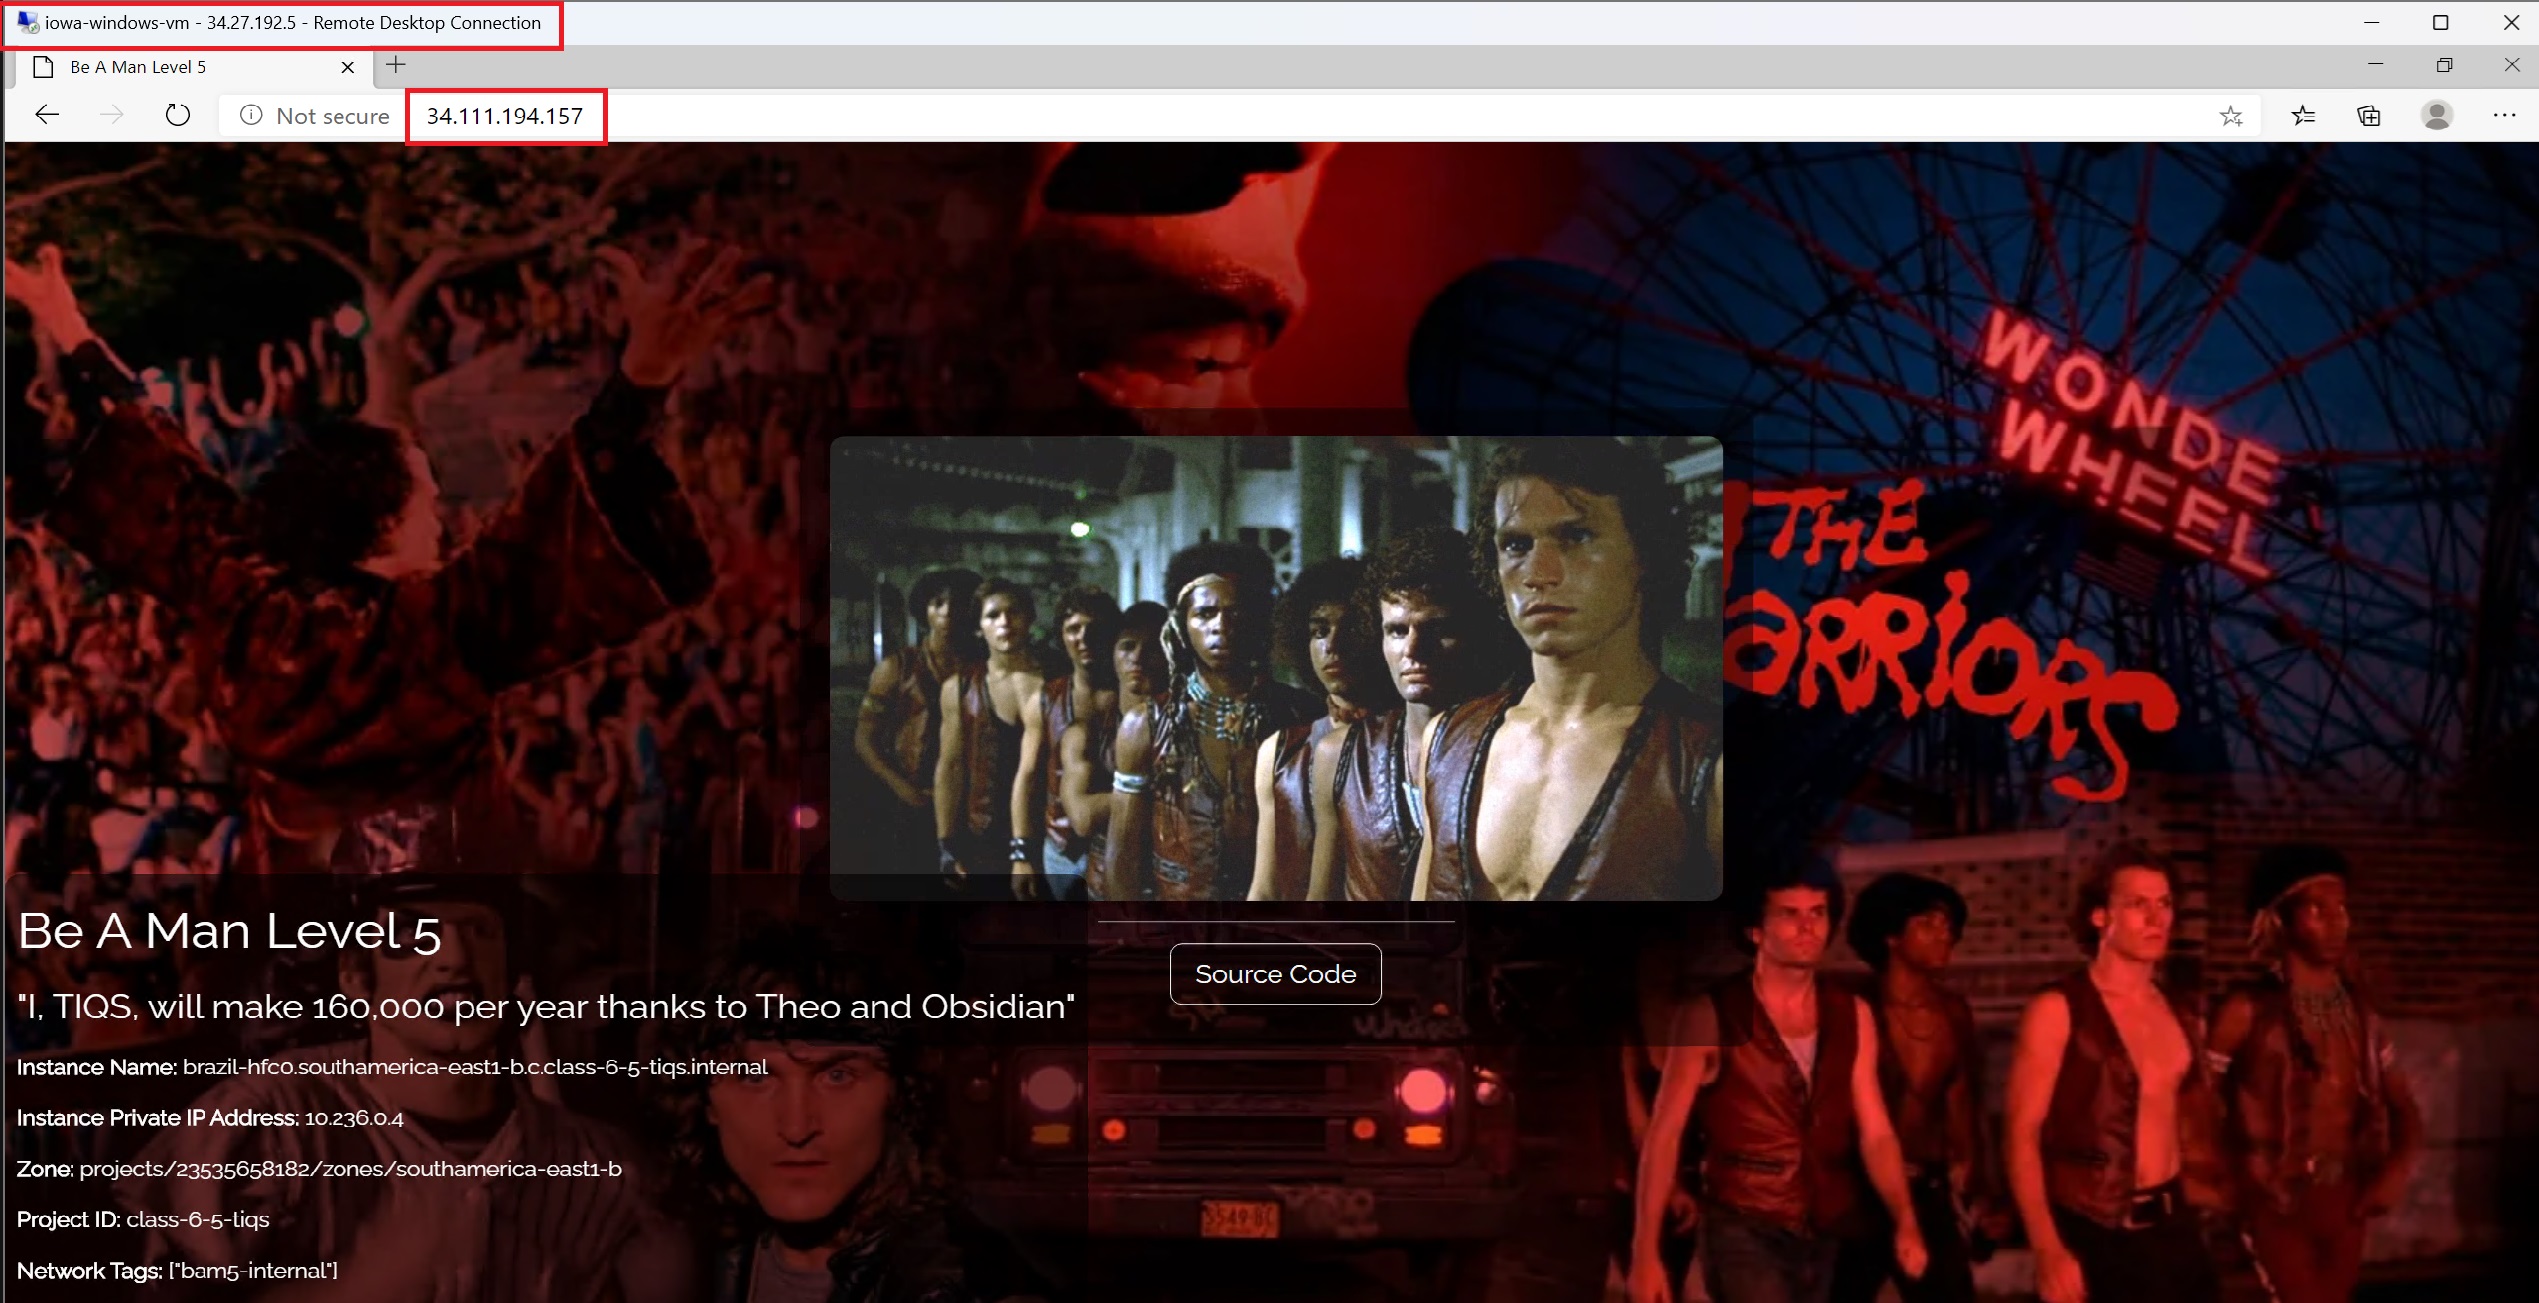 iowa-windows-vm - 34.27.192.5 - Remote Desktop Connection
Be A Man Level 5
Not secure 34.111.194.157
WONDE
WHEEL
THE
ARRIORS
Source Code
Be A Man Level 5
"I, TIQS, will make 160,000 per year thanks to Theo and Obsidian"
Instance Name: brazil-hfc0.southamerica-east1-b.c.class-6-5-tiqs.internal
Instance Private IP Address: 10.236.0.4
Zone: projects/23535658182/zones/southamerica-east1-b
Project ID: class-6-5-tiqs
Network Tags: ["bam5-internal"]